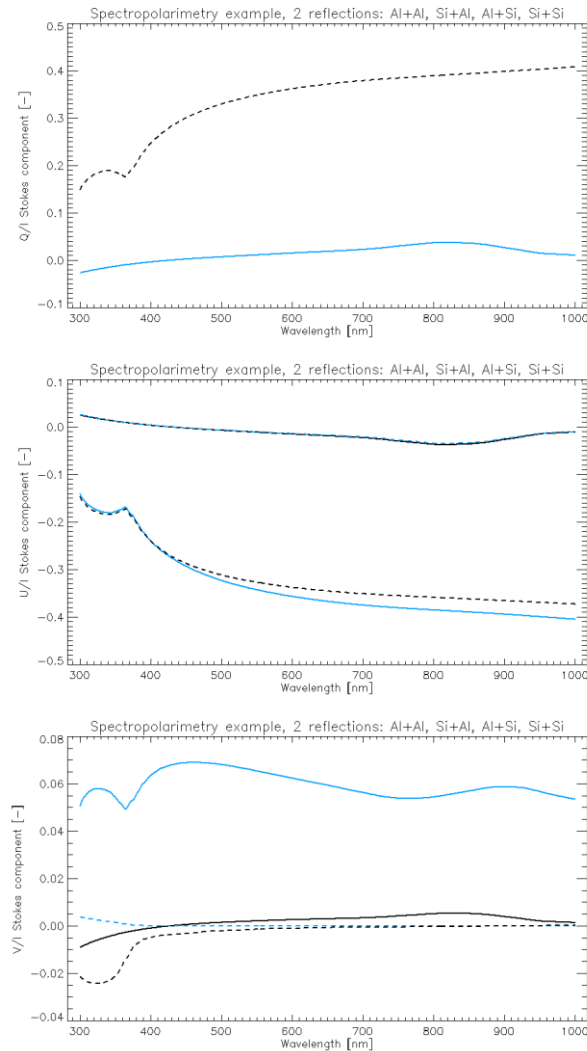 Spectropolarimetry example, 2 reflections: Al+Al, Si+Al, Al+Si, Si+Si
0.5
0.4
0.3
0.2
0.1
0.0
−0.1
Q/I Stokes component [−]
300 400 500 600 700 800 900 1000
Wavelength [nm]
Spectropolarimetry example, 2 reflections: Al+Al, Si+Al, Al+Si, Si+Si
0.1
0.0
−0.1
−0.2
−0.3
−0.4
−0.5
U/I Stokes component [−]
300 400 500 600 700 800 900 1000
Wavelength [nm]
Spectropolarimetry example, 2 reflections: Al+Al, Si+Al, Al+Si, Si+Si
0.08
0.06
0.04
0.02
0.00
−0.02
−0.04
V/I Stokes component [−]
300 400 500 600 700 800 900 1000
Wavelength [nm]